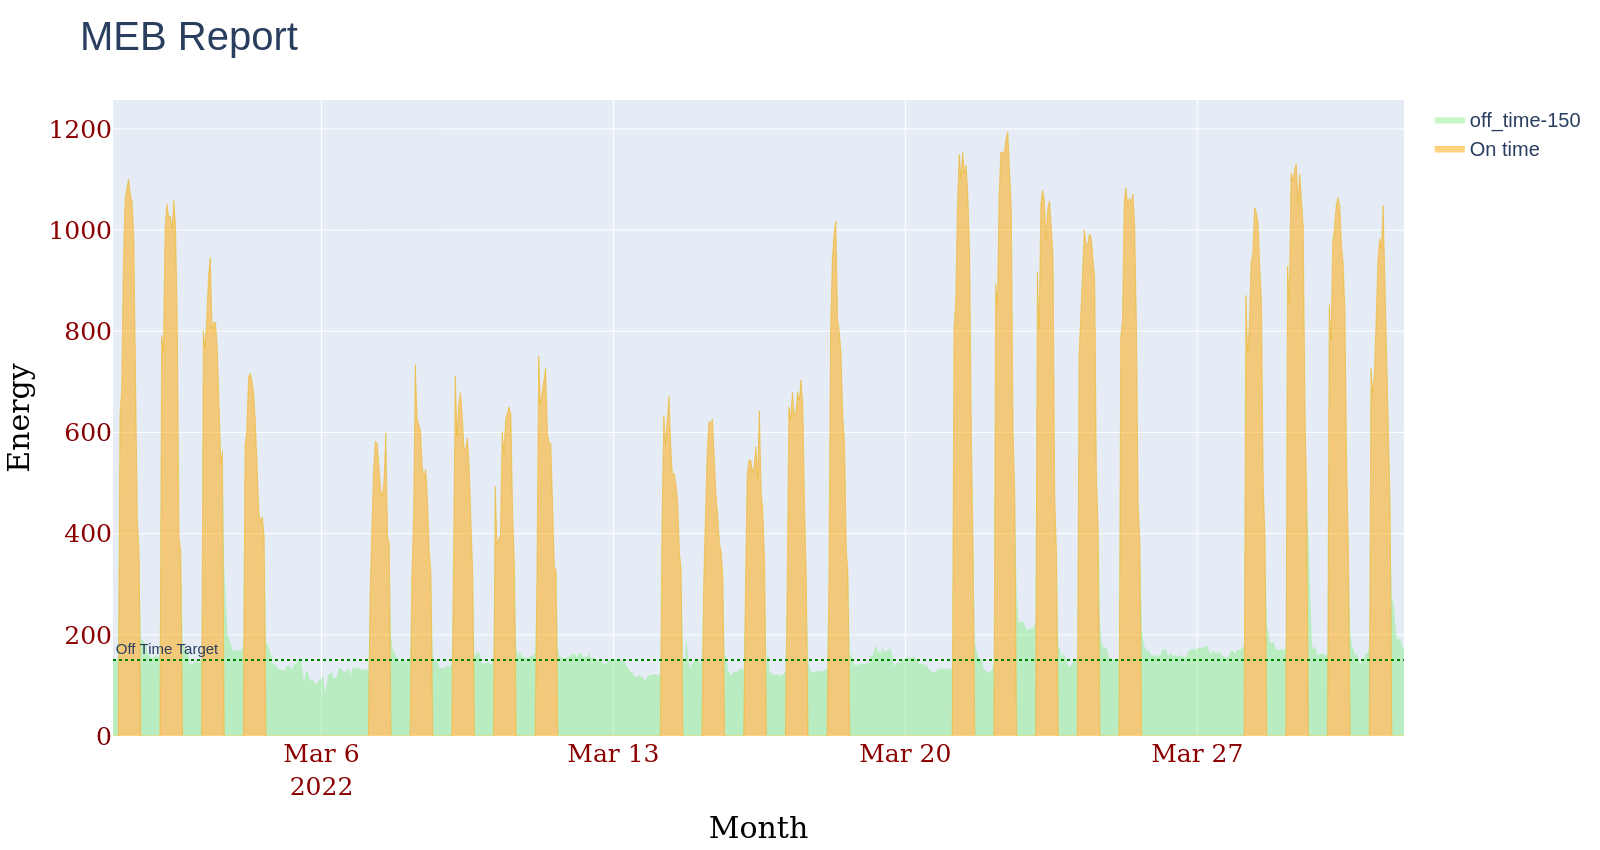 MEB Report
1200
1000
800
600
400
200
0
Energy
Off Time Target
off_time-150
On time
Mar 6
2022
Mar 13
Mar 20
Mar 27
Month